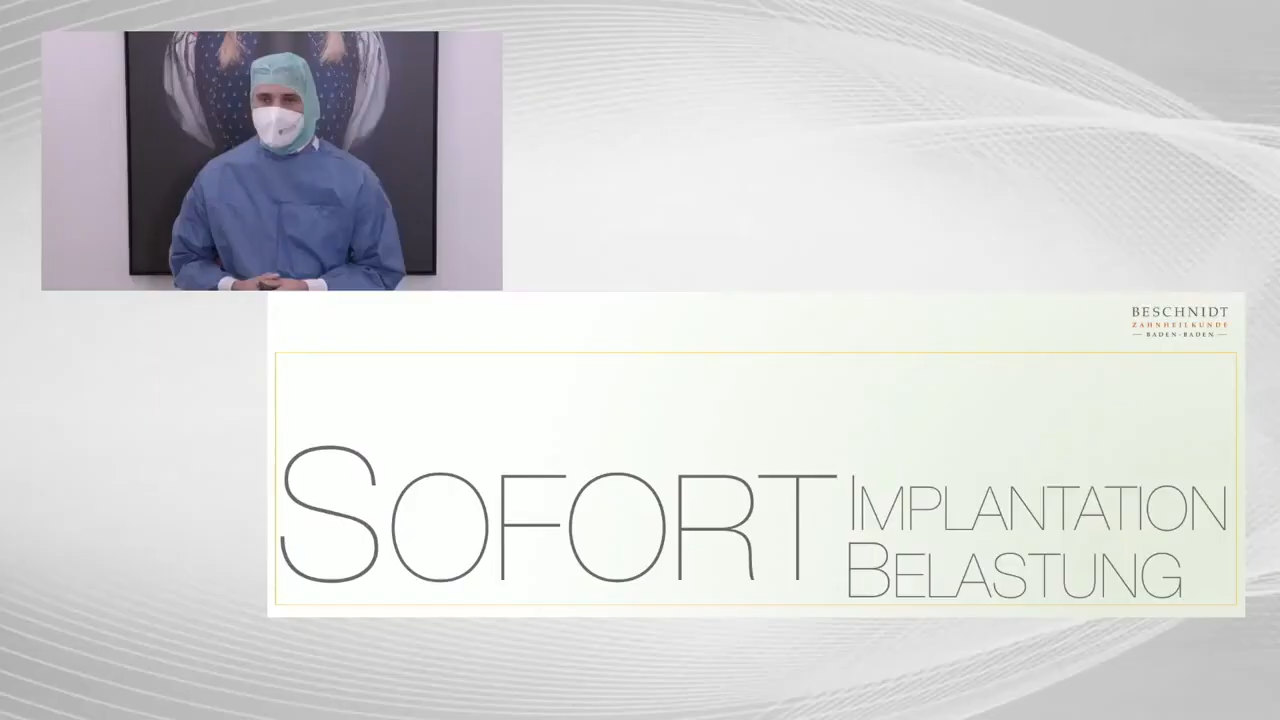 BESCHNIDT
ZAHNHEILKUNDE
BADEN-BADEN
SOFORT
IMPLANTATION
BELASTUNG